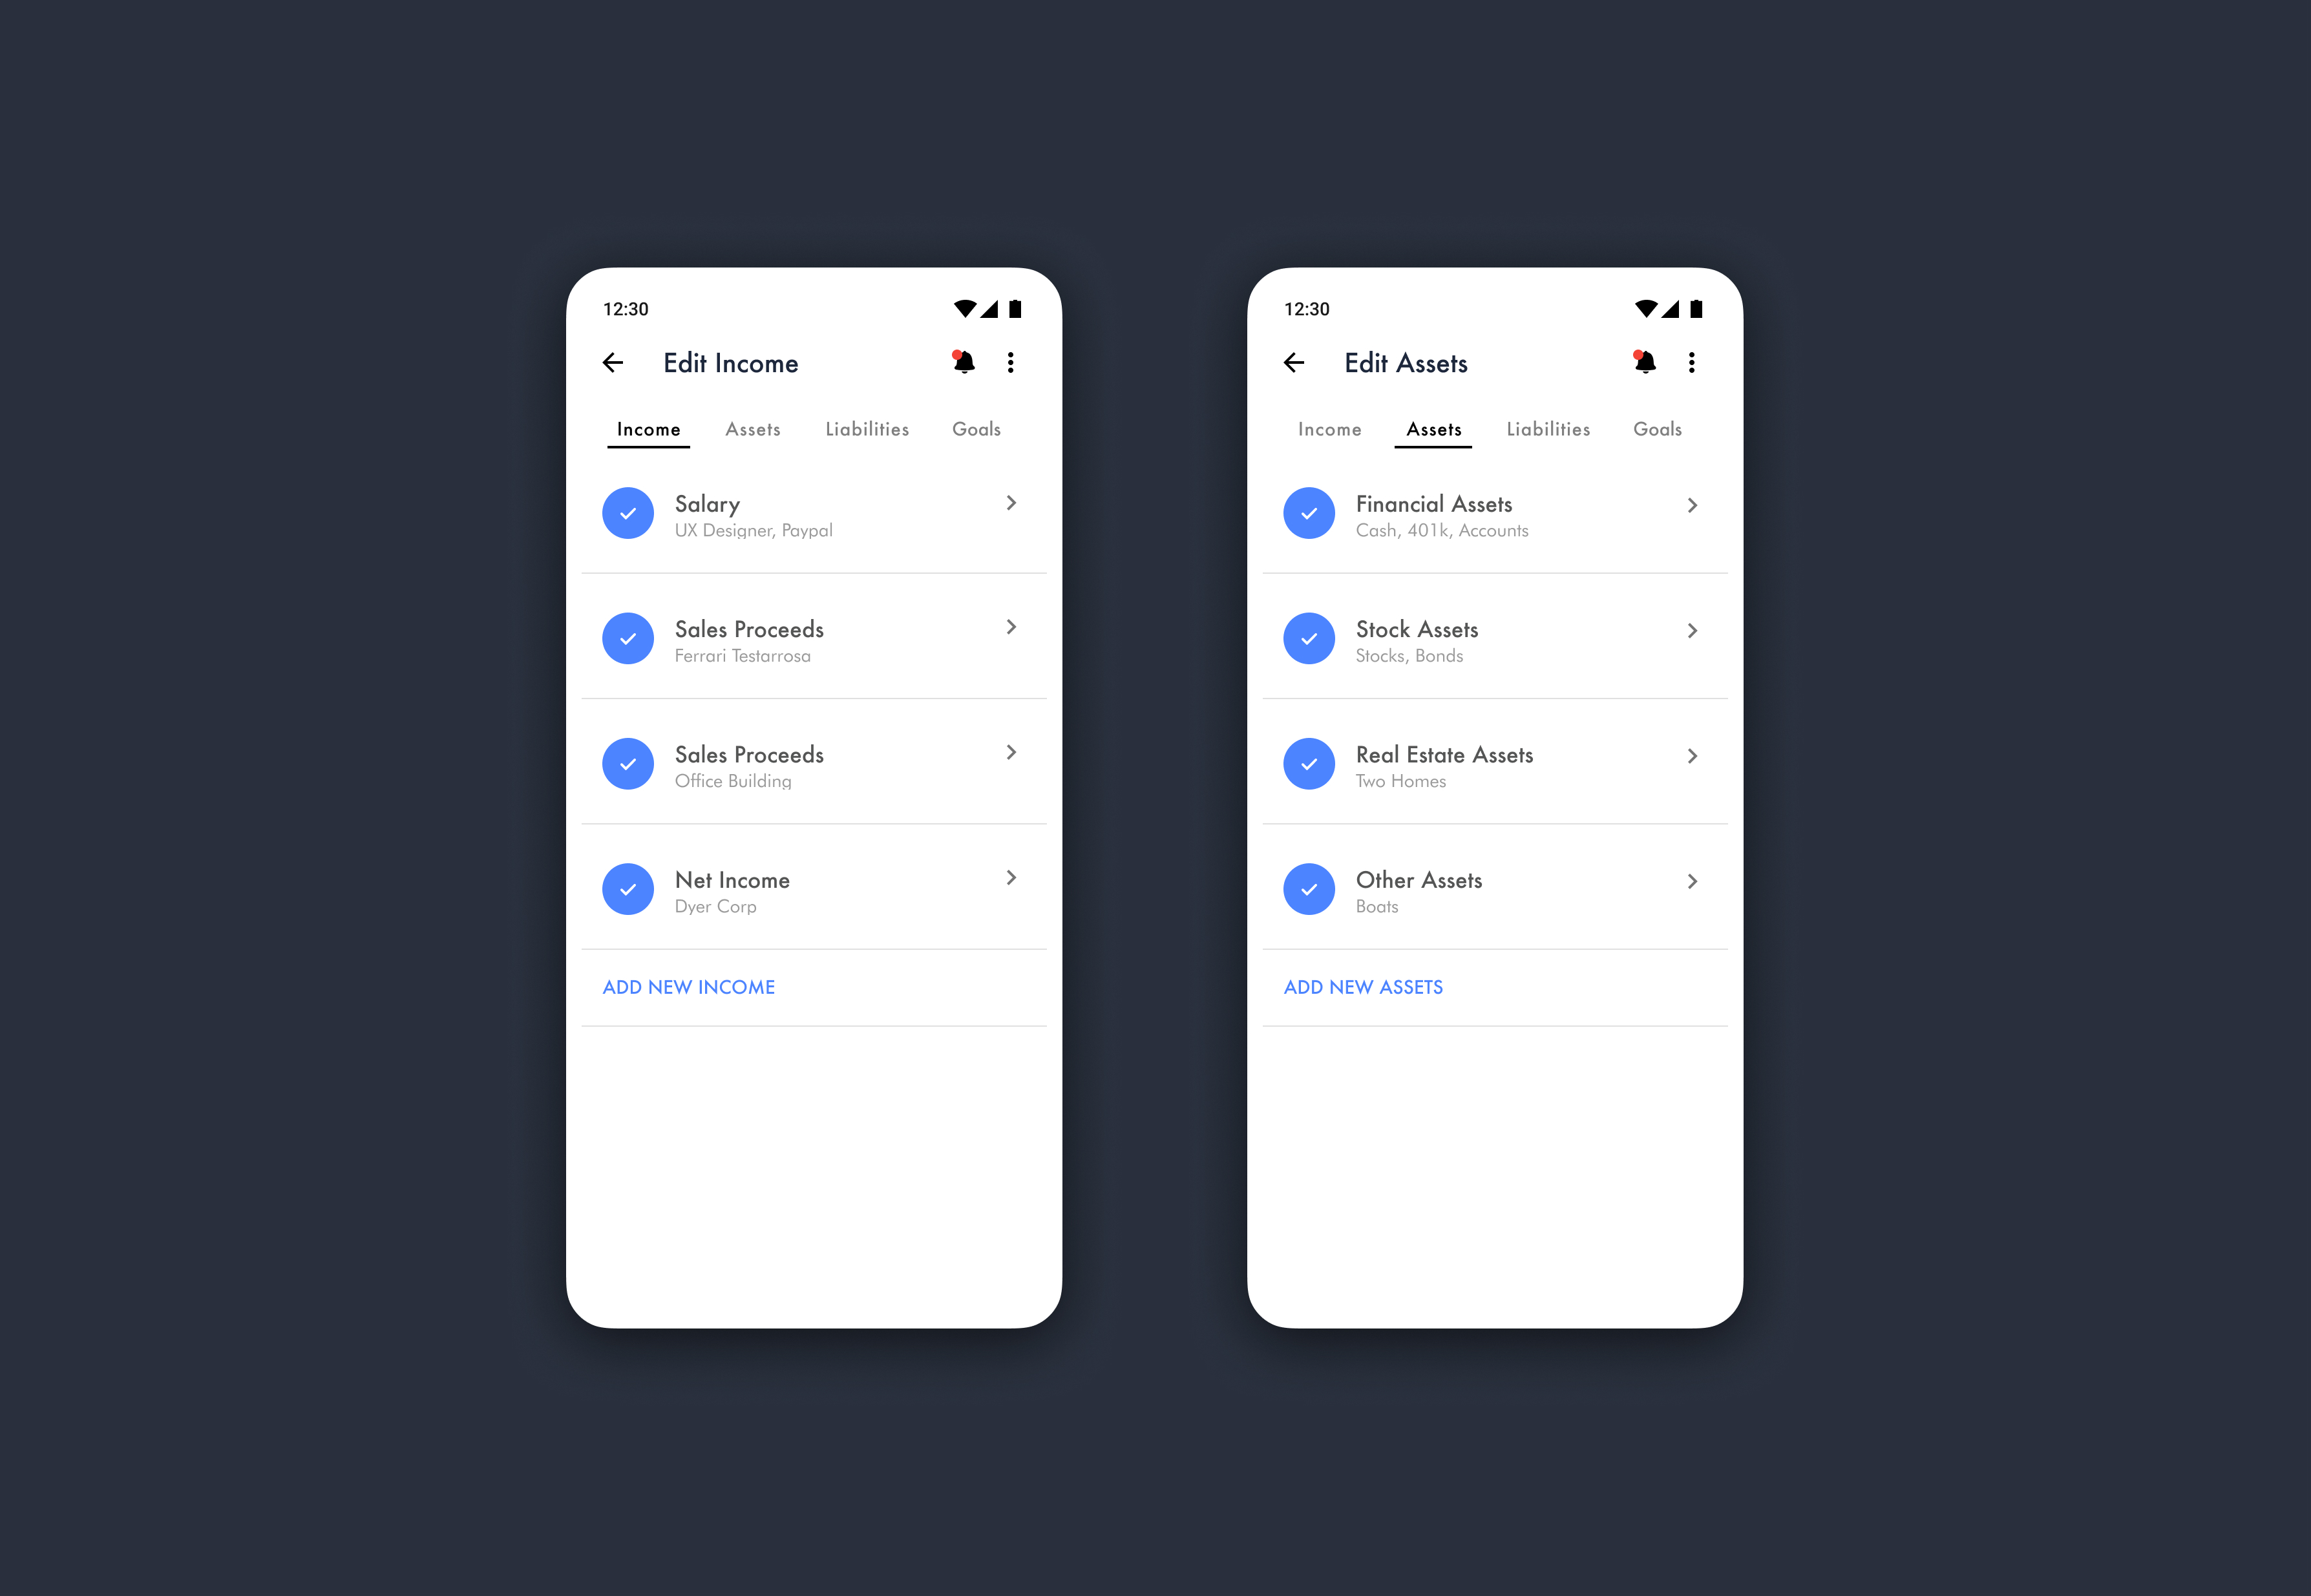 12:30
Edit Income
Income Assets Liabilities Goals
Salary
UX Designer, Paypal
Sales Proceeds
Ferrari Testarrosa
Sales Proceeds
Office Building
Net Income
Dyer Corp
ADD NEW INCOME
12:30
Edit Assets
Income Assets Liabilities Goals
Financial Assets
Cash, 401k, Accounts
Stock Assets
Stocks, Bonds
Real Estate Assets
Two Homes
Other Assets
Boats
ADD NEW ASSETS